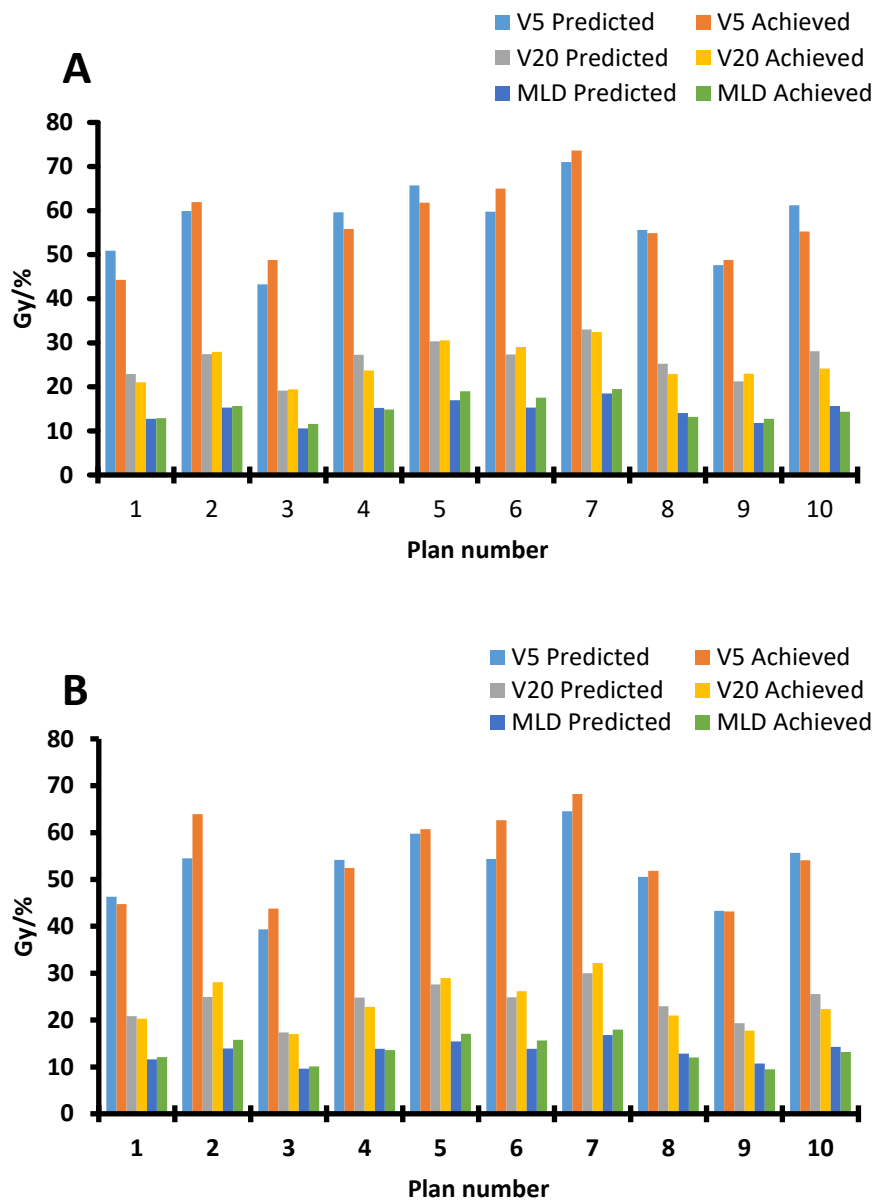 V5 Predicted V5 Achieved
V20 Predicted V20 Achieved
MLD Predicted MLD Achieved
A
80
70
60
50
40
30
20
10
0
Gy/%
1 2 3 4 5 6 7 8 9 10
Plan number
V5 Predicted V5 Achieved
V20 Predicted V20 Achieved
MLD Predicted MLD Achieved
B
80
70
60
50
40
30
20
10
0
Gy/%
1 2 3 4 5 6 7 8 9 10
Plan number